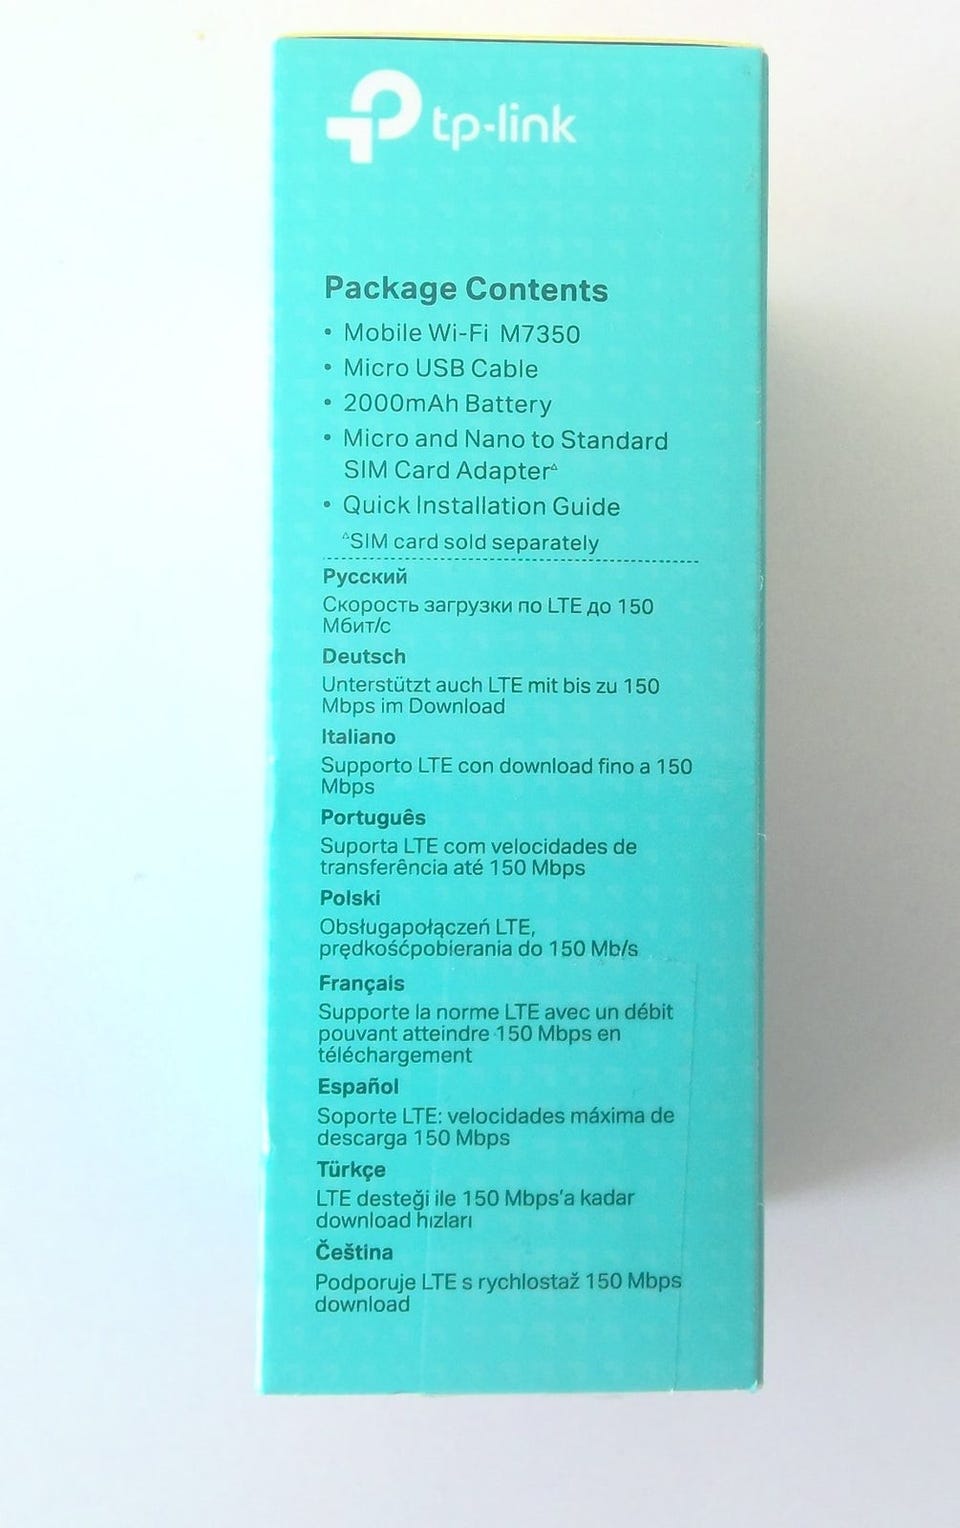 tp-link
Package Contents
• Mobile Wi-Fi M7350
• Micro USB Cable
• 2000mAh Battery
• Micro and Nano to Standard
SIM Card Adapter△
• Quick Installation Guide
△SIM card sold separately
Русский
Скорость загрузки по LTE до 150
Мбит/с
Deutsch
Unterstützt auch LTE mit bis zu 150
Mbps im Download
Italiano
Supporto LTE con download fino a 150
Mbps
Português
Suporta LTE com velocidades de
transferência até 150 Mbps
Polski
Obsługapołączeń LTE,
prędkośćpobierania do 150 Mb/s
Français
Supporte la norme LTE avec un débit
pouvant atteindre 150 Mbps en
téléchargement
Español
Soporte LTE: velocidades máxima de
descarga 150 Mbps
Türkçe
LTE desteği ile 150 Mbps'a kadar
download hızları
Čeština
Podporuje LTE s rychlostaž 150 Mbps
download